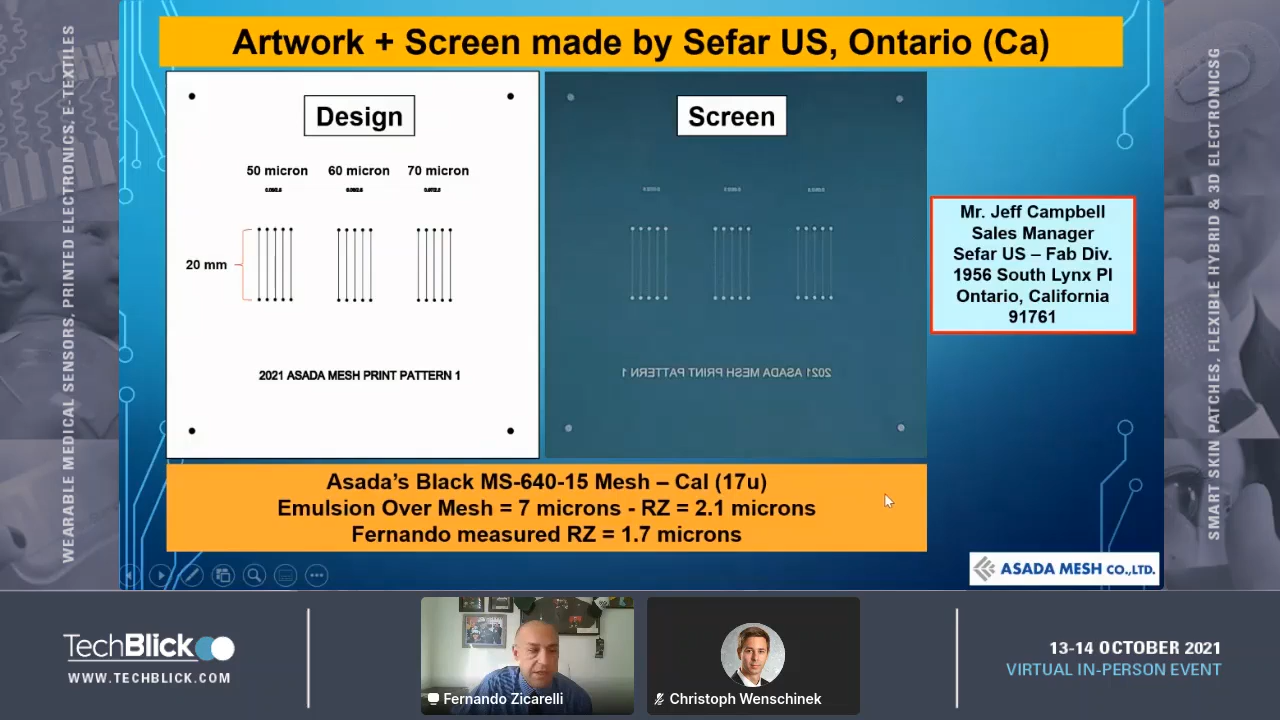 Artwork + Screen made by Sefar US, Ontario (Ca)
Design
50 micron 60 micron 70 micron
20 mm
2021 ASADA MESH PRINT PATTERN 1
Screen
2021 ASADA MESH PRINT PATTERN 1
Mr. Jeff Campbell
Sales Manager
Sefar US – Fab Div.
1956 South Lynx Pl
Ontario, California
91761
Asada's Black MS-640-15 Mesh – Cal (17u)
Emulsion Over Mesh = 7 microns - RZ = 2.1 microns
Fernando measured RZ = 1.7 microns
ASADA MESH CO.,LTD.
WEARABLE MEDICAL SENSORS, PRINTED ELECTRONICS, E-TEXTILES
SMART SKIN PATCHES, FLEXIBLE HYBRID & 3D ELECTRONICSG
TechBlick
WWW.TECHBLICK.COM
Fernando Zicarelli
Christoph Wenschinek
13-14 OCTOBER 2021
VIRTUAL IN-PERSON EVENT